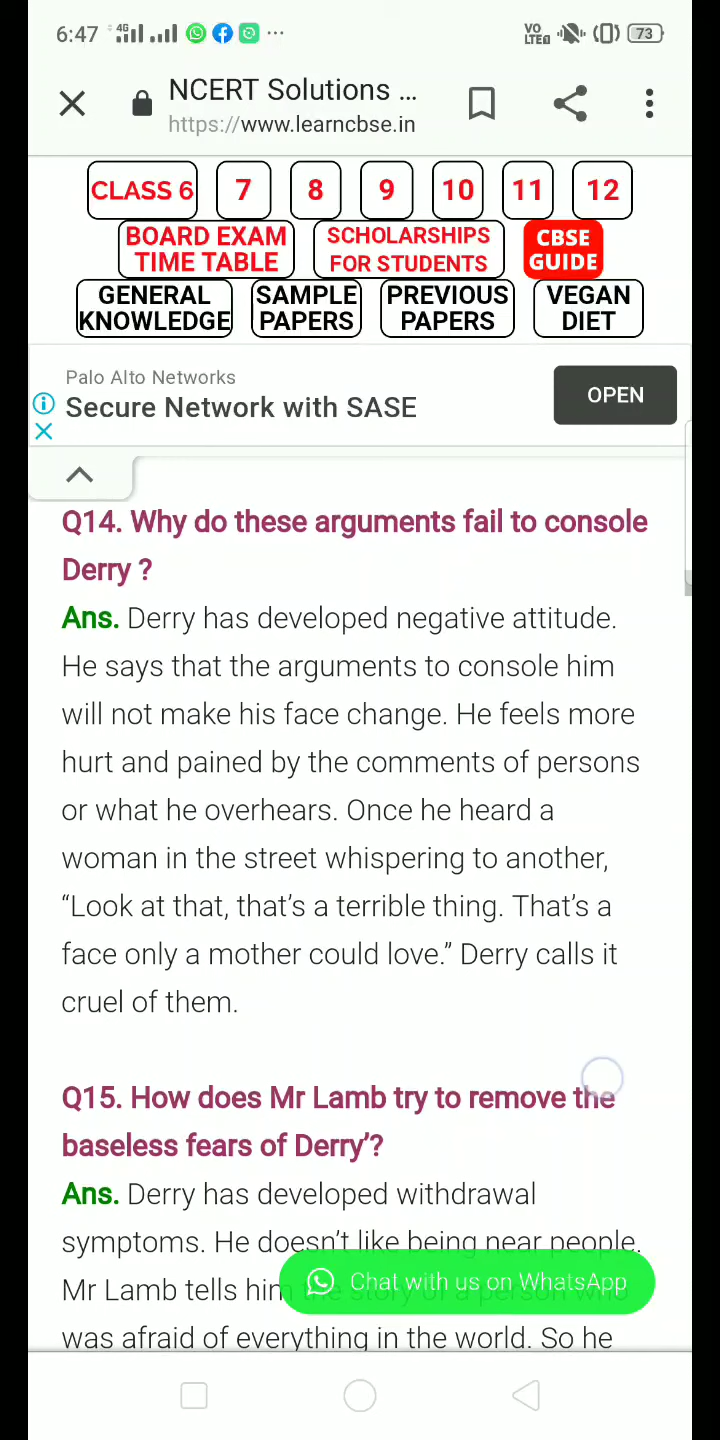 6:47 4G VO LTE 73
NCERT Solutions ...
https://www.learncbse.in
CLASS 6 7 8 9 10 11 12
BOARD EXAM TIME TABLE
SCHOLARSHIPS FOR STUDENTS
CBSE GUIDE
GENERAL KNOWLEDGE
SAMPLE PAPERS
PREVIOUS PAPERS
VEGAN DIET
Palo Alto Networks
Secure Network with SASE
OPEN
Q14. Why do these arguments fail to console
Derry ?
Ans. Derry has developed negative attitude.
He says that the arguments to console him
will not make his face change. He feels more
hurt and pained by the comments of persons
or what he overhears. Once he heard a
woman in the street whispering to another,
“Look at that, that’s a terrible thing. That’s a
face only a mother could love.” Derry calls it
cruel of them.
Q15. How does Mr Lamb try to remove the
baseless fears of Derry’?
Ans. Derry has developed withdrawal
symptoms. He doesn’t like being near people.
Mr Lamb tells him the story of a person who
Chat with us on WhatsApp
was afraid of everything in the world. So he